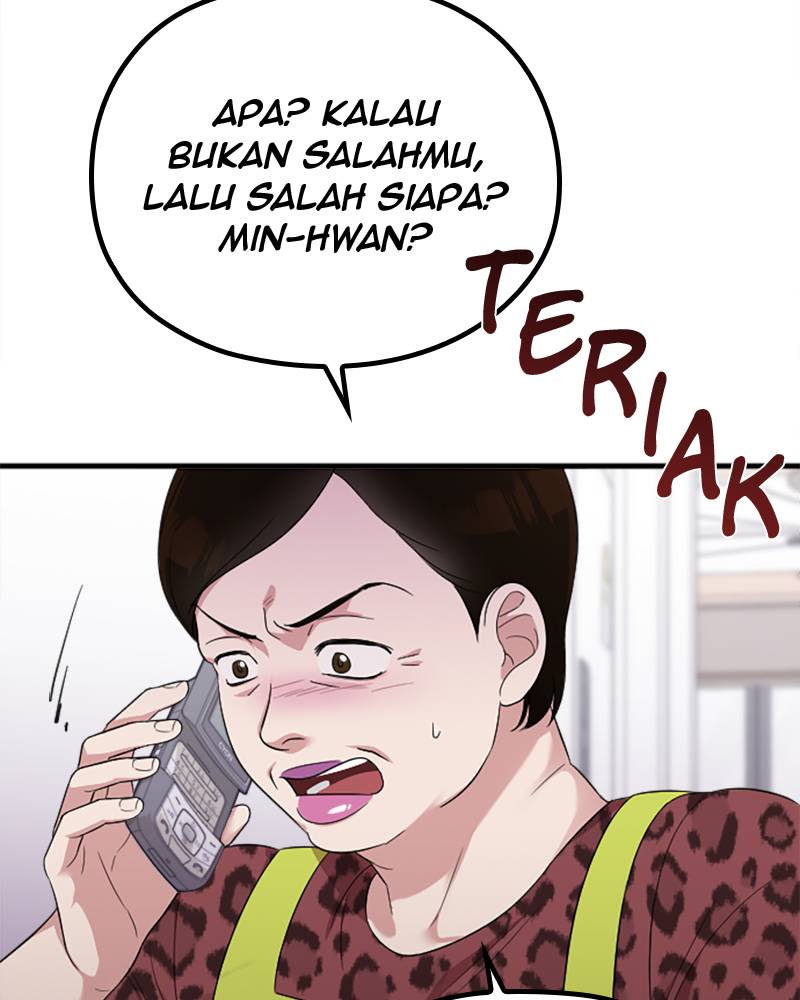 APA? KALAU
BUKAN SALAHMU,
LALU SALAH SIAPA?
MIN-HWAN?
TERIAK